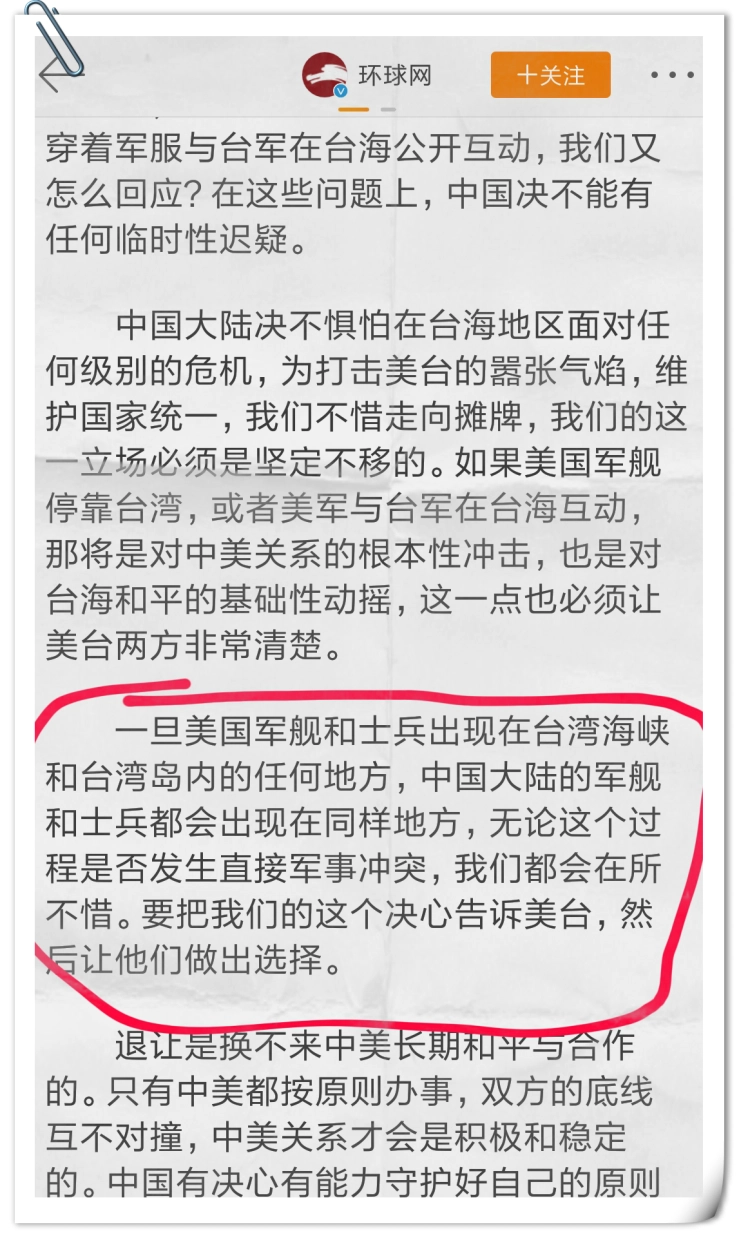 环球网
十关注
穿着军服与台军在台海公开互动，我们又
怎么回应？在这些问题上，中国决不能有
任何临时性迟疑。
中国大陆决不惧怕在台海地区面对任
何级别的危机，为打击美台的嚣张气焰，维
护国家统一，我们不惜走向摊牌，我们的这
一立场必须是坚定不移的。如果美国军舰
停靠台湾，或者美军与台军在台海互动，
那将是对中美关系的根本性冲击，也是对
台海和平的基础性动摇，这一点也必须让
美台两方非常清楚。
一旦美国军舰和士兵出现在台湾海峡
和台湾岛内的任何地方，中国大陆的军舰
和士兵都会出现在同样地方，无论这个过
程是否发生直接军事冲突，我们都会在所
不惜。要把我们的这个决心告诉美台，然
后让他们做出选择。
退让是换不来中美长期和平与合作
的。只有中美都按原则办事，双方的底线
互不对撞，中美关系才会是积极和稳定
的。中国有决心有能力守护好自己的原则